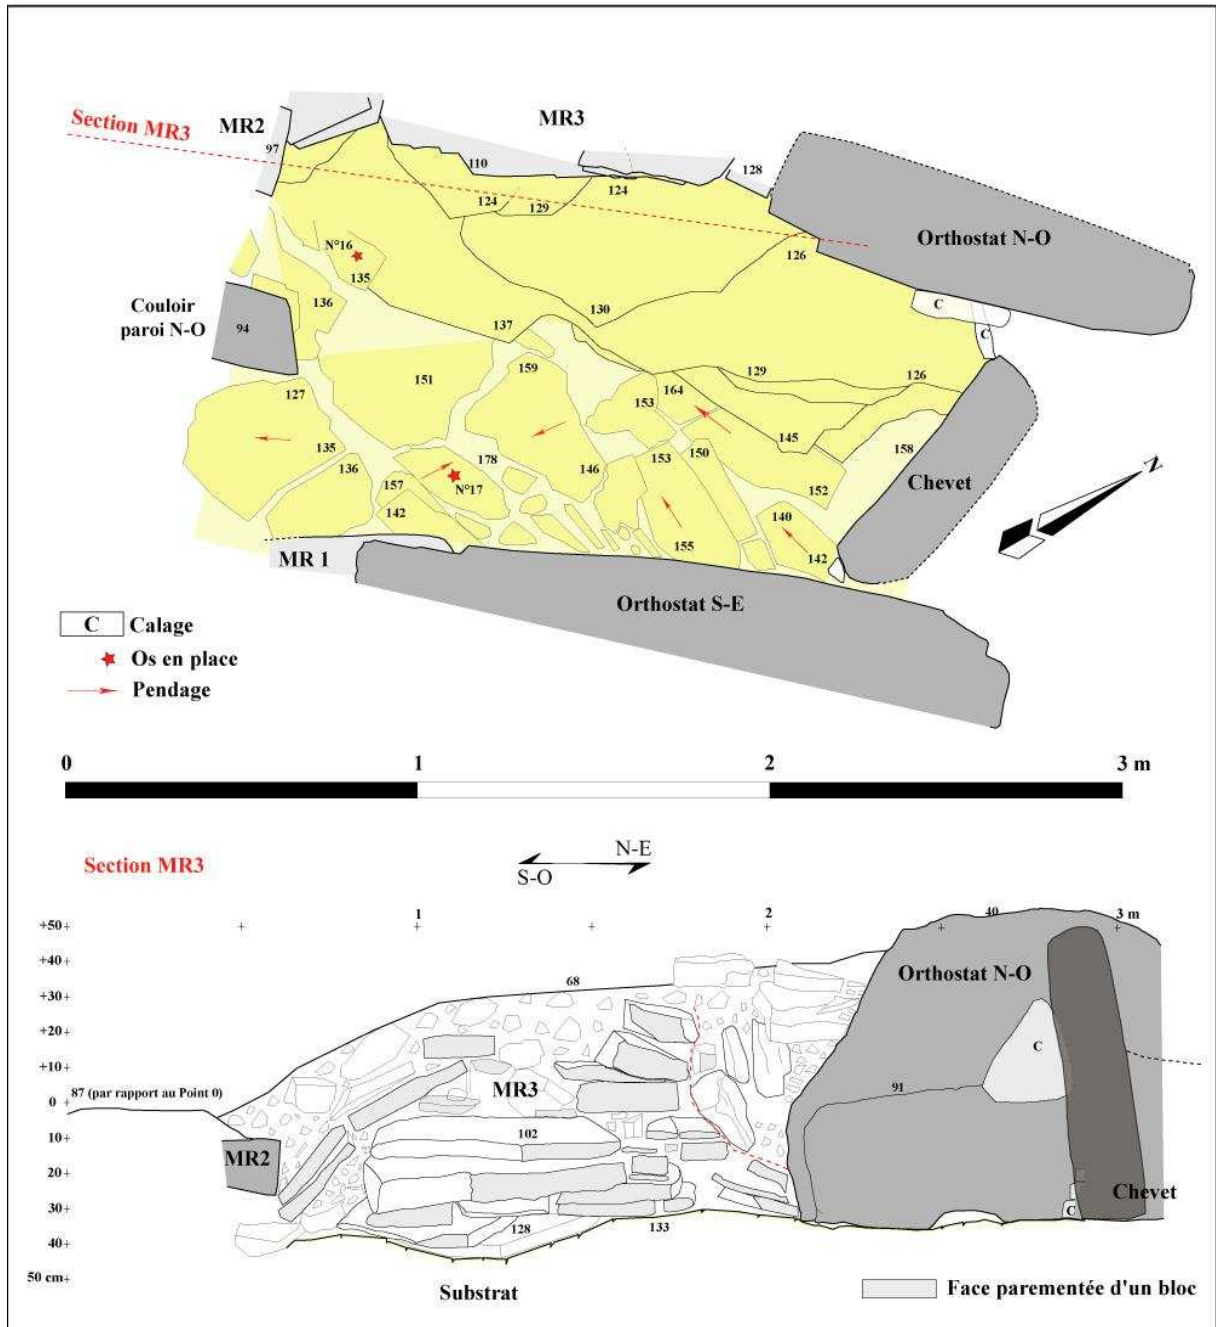 Section MR3
MR2
MR3
97
110
128
124
124
129
Orthostat N-O
N°16
126
135
136
C
Couloir
paroi N-O
130
94
137
C
159
129
126
151
164
127
153
145
158
135
178
153
150
146
136
Chevet
157
N°17
152
142
140
155
142
MR 1
Orthostat S-E
N
C Calage
Os en place
Pendage
0 1 2 3 m
Section MR3
N-E
S-O
+50 1 2 40 3 m
+40
Orthostat N-O
68
+30
+20
C
+10
MR3
87 (par rapport au Point 0)
91
0
102
10
MR2
20
Chevet
30
C
128
133
40
50 cm
Substrat
Face parementée d'un bloc